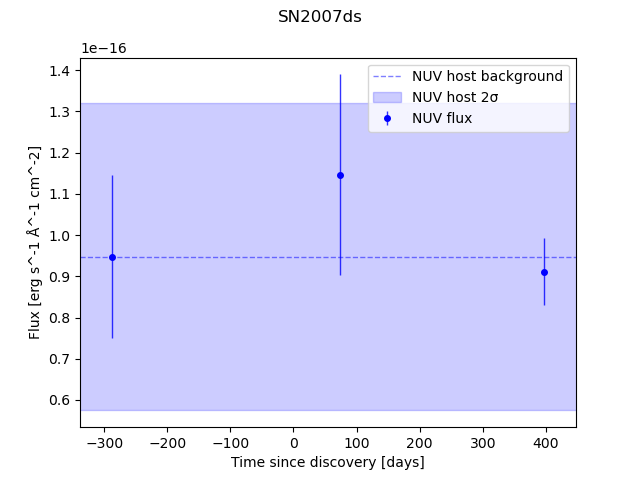 SN2007ds
1e−16
1.4
1.3
1.2
1.1
1.0
0.9
0.8
0.7
0.6
Flux [erg s^-1 Å^-1 cm^-2]
NUV host background
NUV host 2σ
NUV flux
−300
−200
−100
0
100
200
300
400
Time since discovery [days]